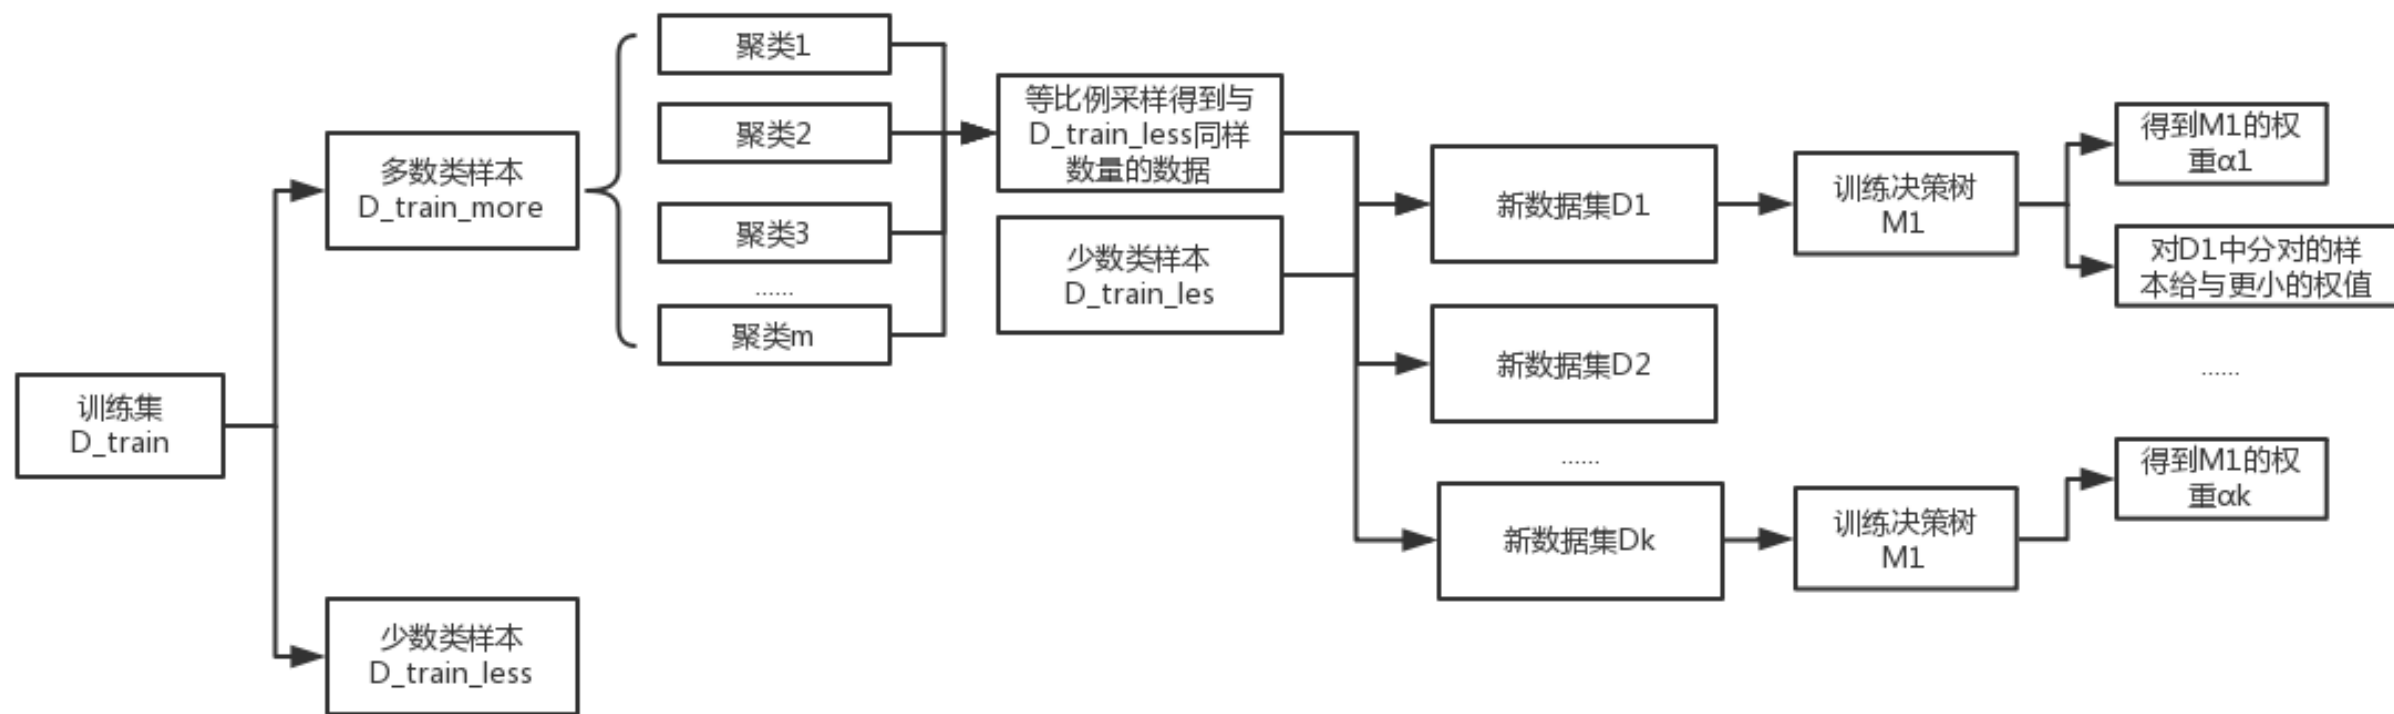 训练集
D_train
多数类样本
D_train_more
少数类样本
D_train_less
聚类1
聚类2
聚类3
......
聚类m
等比例采样得到与
D_train_less同样
数量的数据
少数类样本
D_train_les
新数据集D1
新数据集D2
......
新数据集Dk
训练决策树
M1
训练决策树
M1
得到M1的权
重α1
对D1中分对的样
本给与更小的权值
......
得到M1的权
重αk